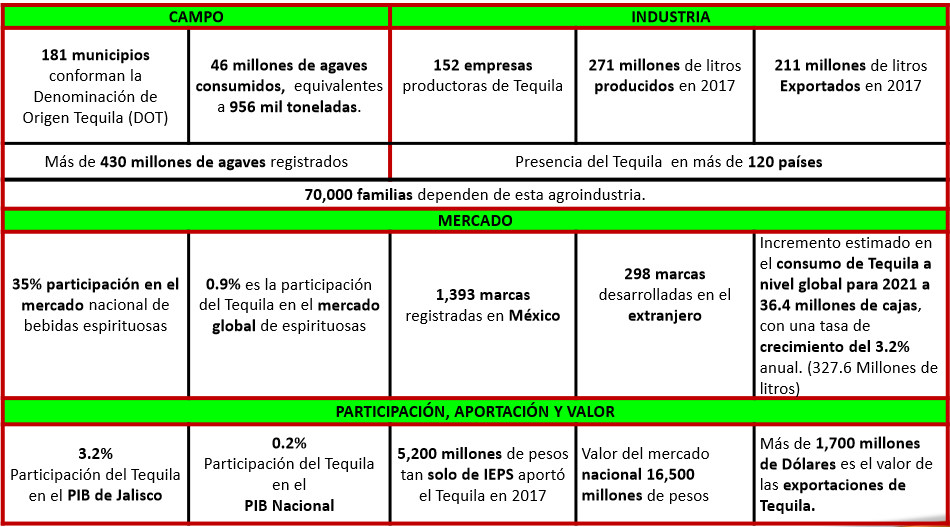 CAMPO
INDUSTRIA
181 municipios
conforman la
Denominación de
Origen Tequila (DOT)
46 millones de agaves
consumidos, equivalentes
a 956 mil toneladas.
152 empresas
productoras de Tequila
271 millones de litros
producidos en 2017
211 millones de litros
Exportados en 2017
Más de 430 millones de agaves registrados
Presencia del Tequila en más de 120 países
70,000 familias dependen de esta agroindustria.
MERCADO
35% participación en el
mercado nacional de
bebidas espirituosas
0.9% es la participación
del Tequila en el mercado
global de espirituosas
1,393 marcas
registradas en México
298 marcas
desarrolladas en el
extranjero
Incremento estimado en
el consumo de Tequila a
nivel global para 2021 a
36.4 millones de cajas,
con una tasa de
crecimiento del 3.2%
anual. (327.6 Millones de
litros)
PARTICIPACIÓN, APORTACIÓN Y VALOR
3.2%
Participación del Tequila
en el PIB de Jalisco
0.2%
Participación del Tequila
en el
PIB Nacional
5,200 millones de pesos
tan solo de IEPS aportó
el Tequila en 2017
Valor del mercado
nacional 16,500
millones de pesos
Más de 1,700 millones
de Dólares es el valor de
las exportaciones de
Tequila.